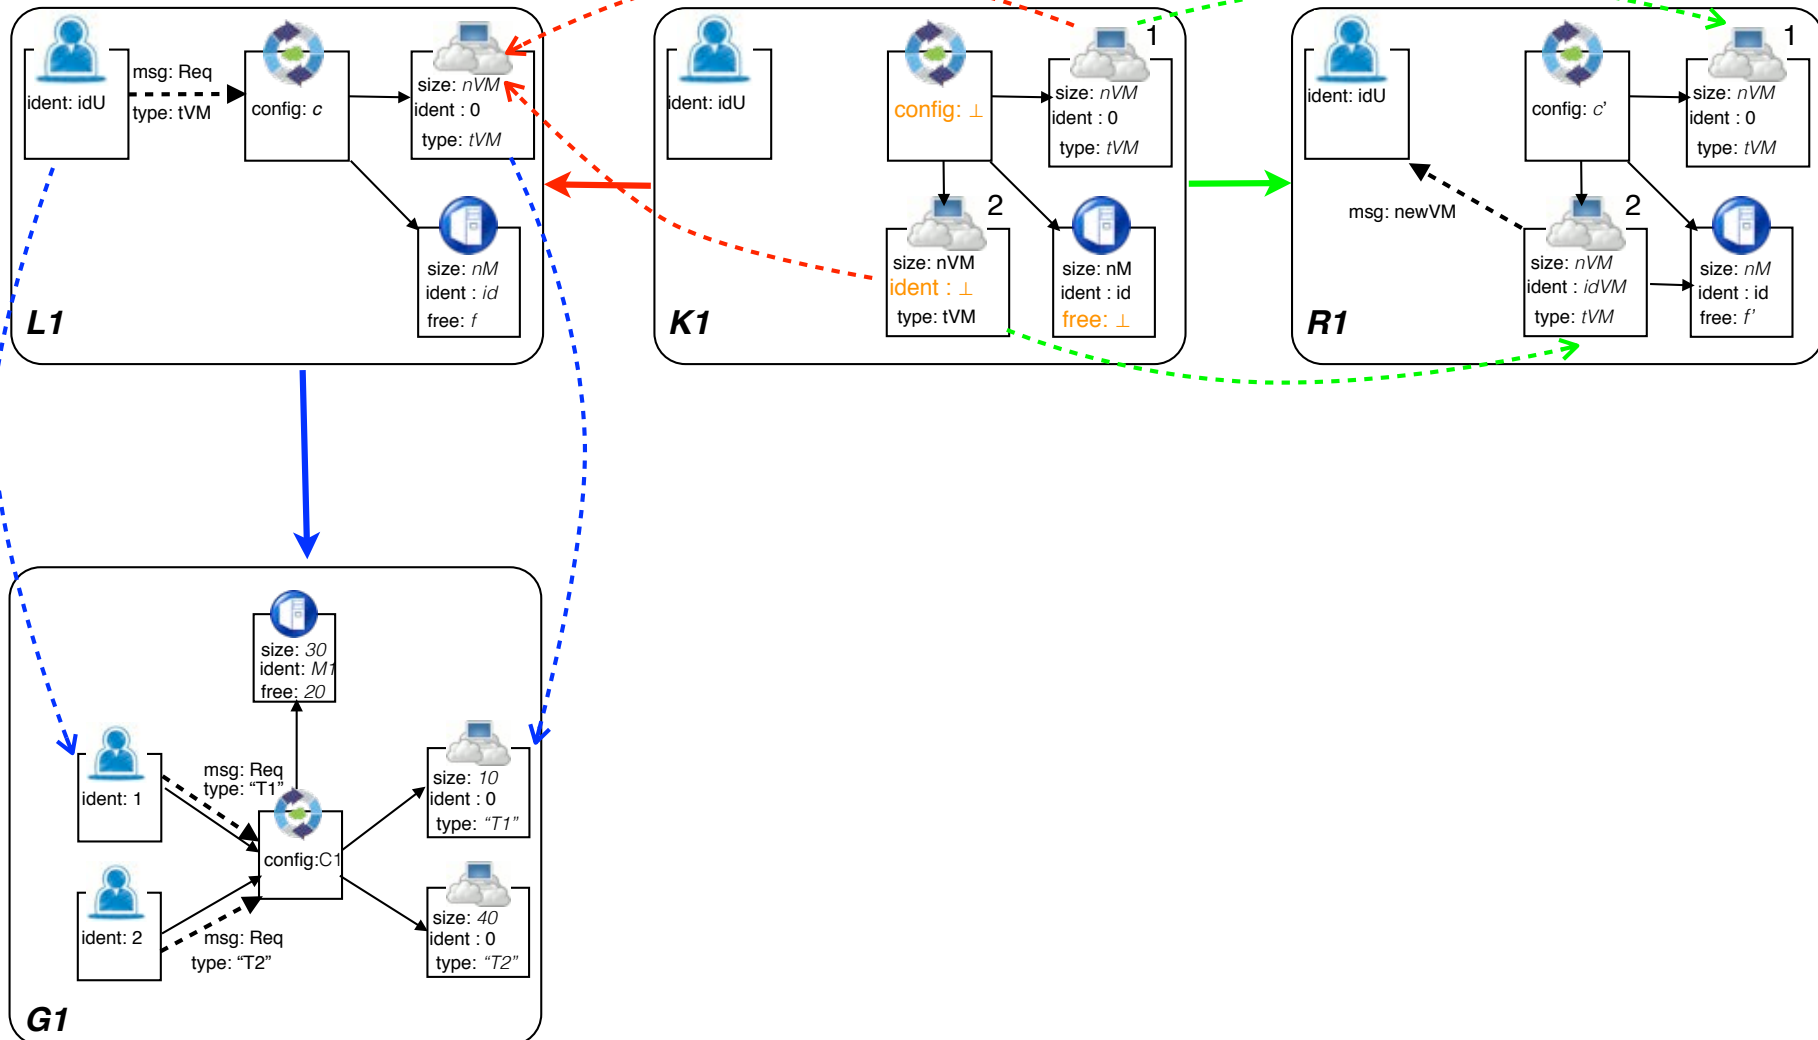 ident: idU
msg: Req
type: tVM
config: c
size: nVM
ident : 0
type: tVM
size: nM
ident : id
free: f
L1
ident: idU
config: ⊥
1
size: nVM
ident : 0
type: tVM
2
size: nVM
ident : ⊥
type: tVM
size: nM
ident : id
free: ⊥
K1
ident: idU
config: c'
1
size: nVM
ident : 0
type: tVM
msg: newVM
2
size: nVM
ident : idVM
type: tVM
size: nM
ident : id
free: f'
R1
size: 30
ident: M1
free: 20
ident: 1
msg: Req
type: “T1”
config:C1
size: 10
ident : 0
type: “T1”
ident: 2
msg: Req
type: “T2”
size: 40
ident : 0
type: “T2”
G1